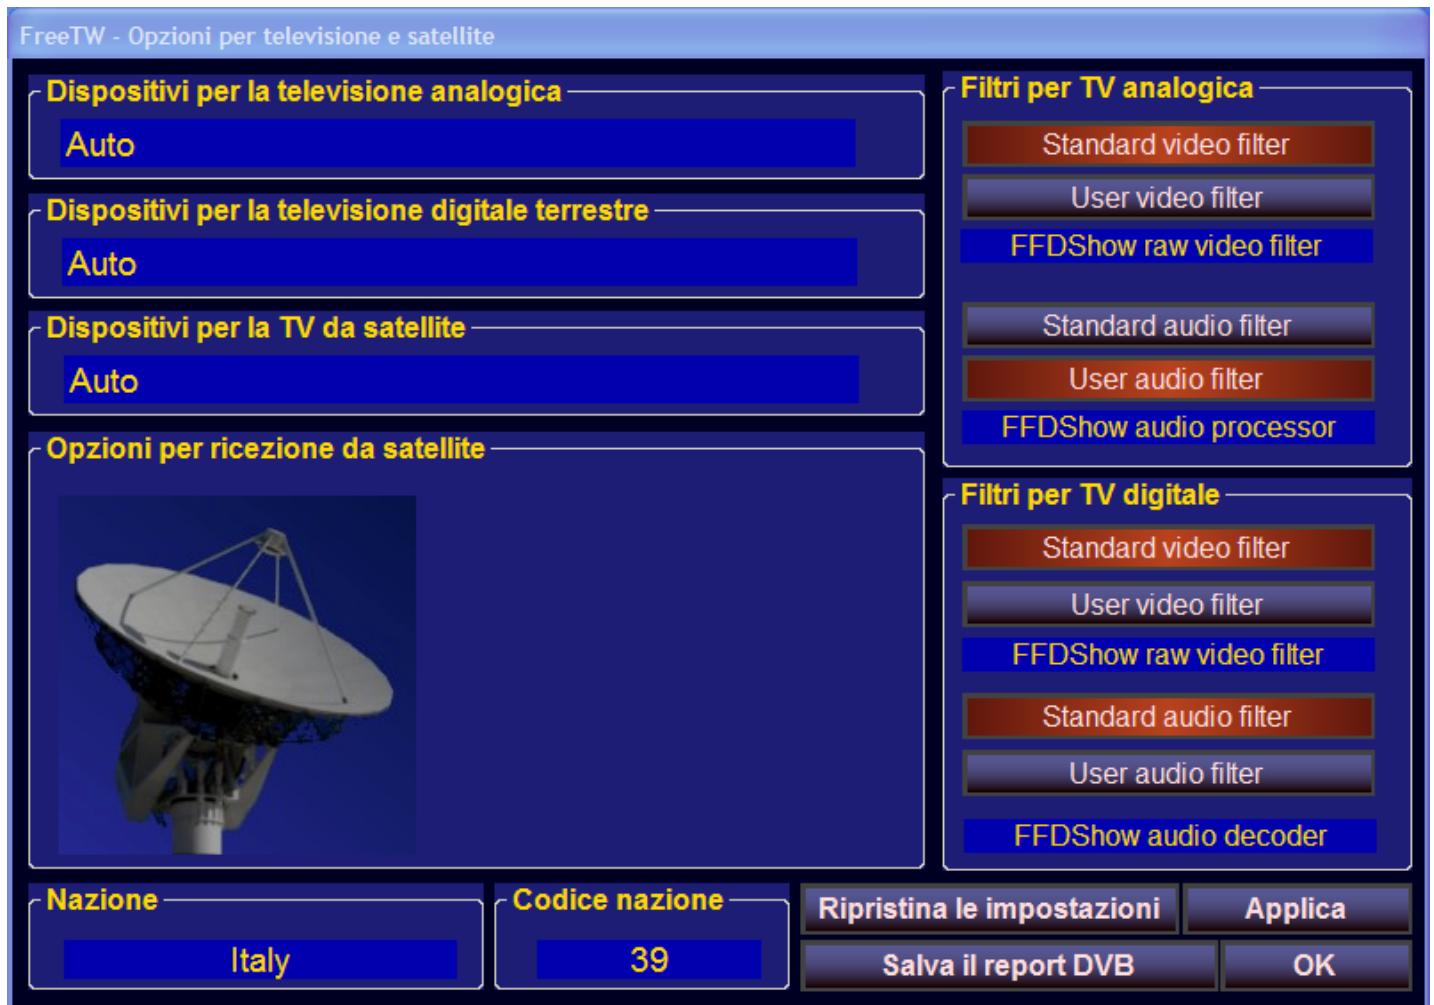 FreeTW - Opzioni per televisione e satellite
Dispositivi per la televisione analogica
Auto
Dispositivi per la televisione digitale terrestre
Auto
Dispositivi per la TV da satellite
Auto
Opzioni per ricezione da satellite
Filtri per TV analogica
Standard video filter
User video filter
FFDShow raw video filter
Standard audio filter
User audio filter
FFDShow audio processor
Filtri per TV digitale
Standard video filter
User video filter
FFDShow raw video filter
Standard audio filter
User audio filter
FFDShow audio decoder
Nazione
Italy
Codice nazione
39
Ripristina le impostazioni
Applica
Salva il report DVB
OK